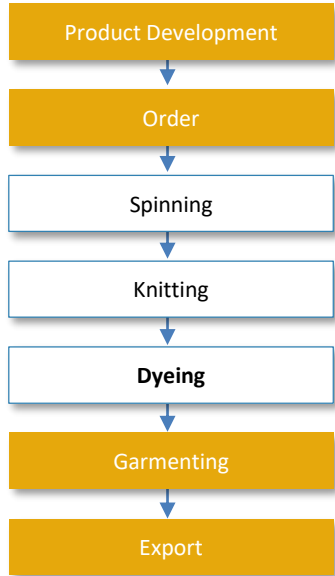 Product Development
Order
Spinning
Knitting
Dyeing
Garmenting
Export